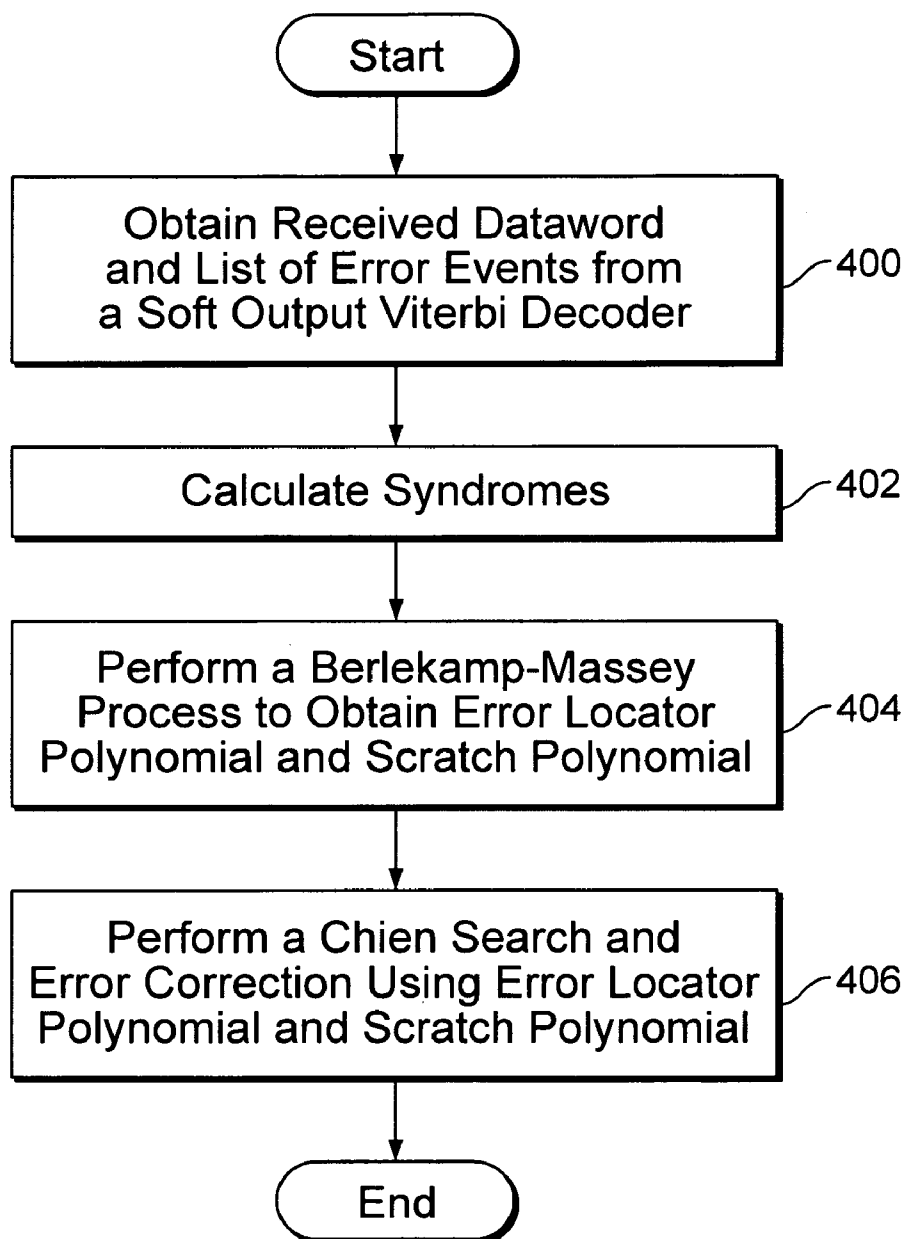 Start
Obtain Received Dataword
and List of Error Events from
a Soft Output Viterbi Decoder
400
Calculate Syndromes
402
Perform a Berlekamp-Massey
Process to Obtain Error Locator
Polynomial and Scratch Polynomial
404
Perform a Chien Search and
Error Correction Using Error Locator
Polynomial and Scratch Polynomial
406
End